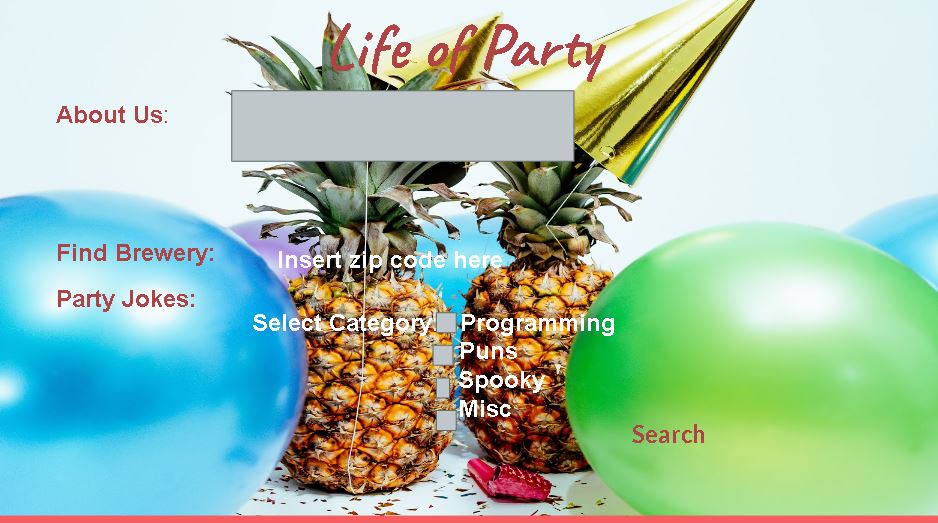 Life of Party
About Us:
Find Brewery:
Insert zip code here.
Party Jokes:
Select Category
Programming
Puns
Spooky
Misc
Search